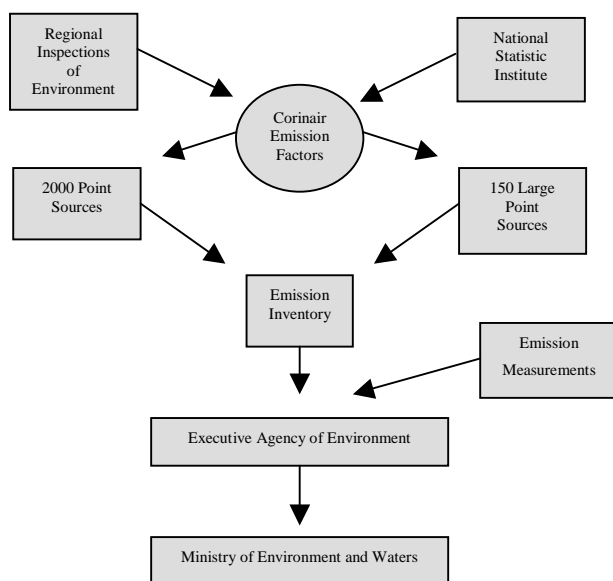 Regional
Inspections
of
Environment
National
Statistic
Institute
Corinair
Emission
Factors
2000 Point
Sources
150 Large
Point
Sources
Emission
Inventory
Emission
Measurements
Executive Agency of Environment
Ministry of Environment and Waters